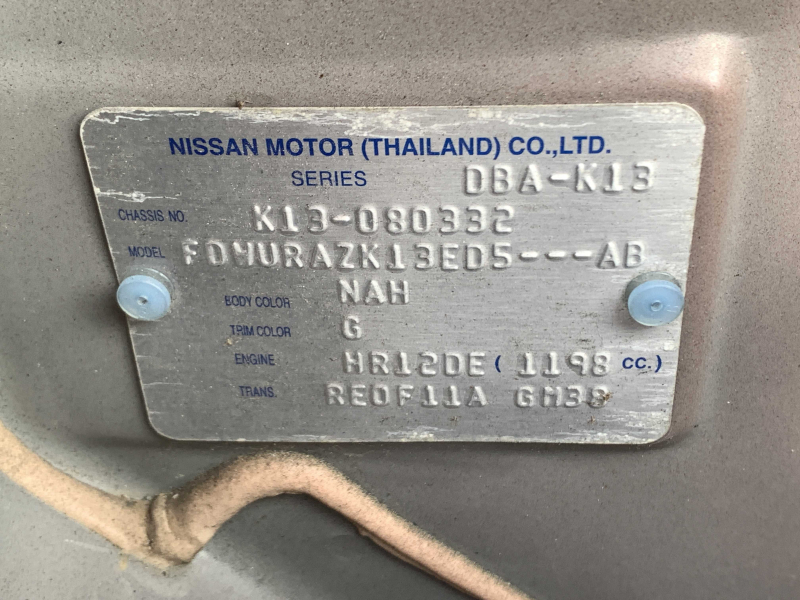 NISSAN MOTOR (THAILAND) CO.,LTD.
SERIES DBA-K13
CHASSIS NO. K13-080332
MODEL FDMURAZK13ED5---AB
BODY COLOR NAH
TRIM COLOR G
ENGINE HR12DE ( 1198 CC.)
TRANS. RE0F11A GM38